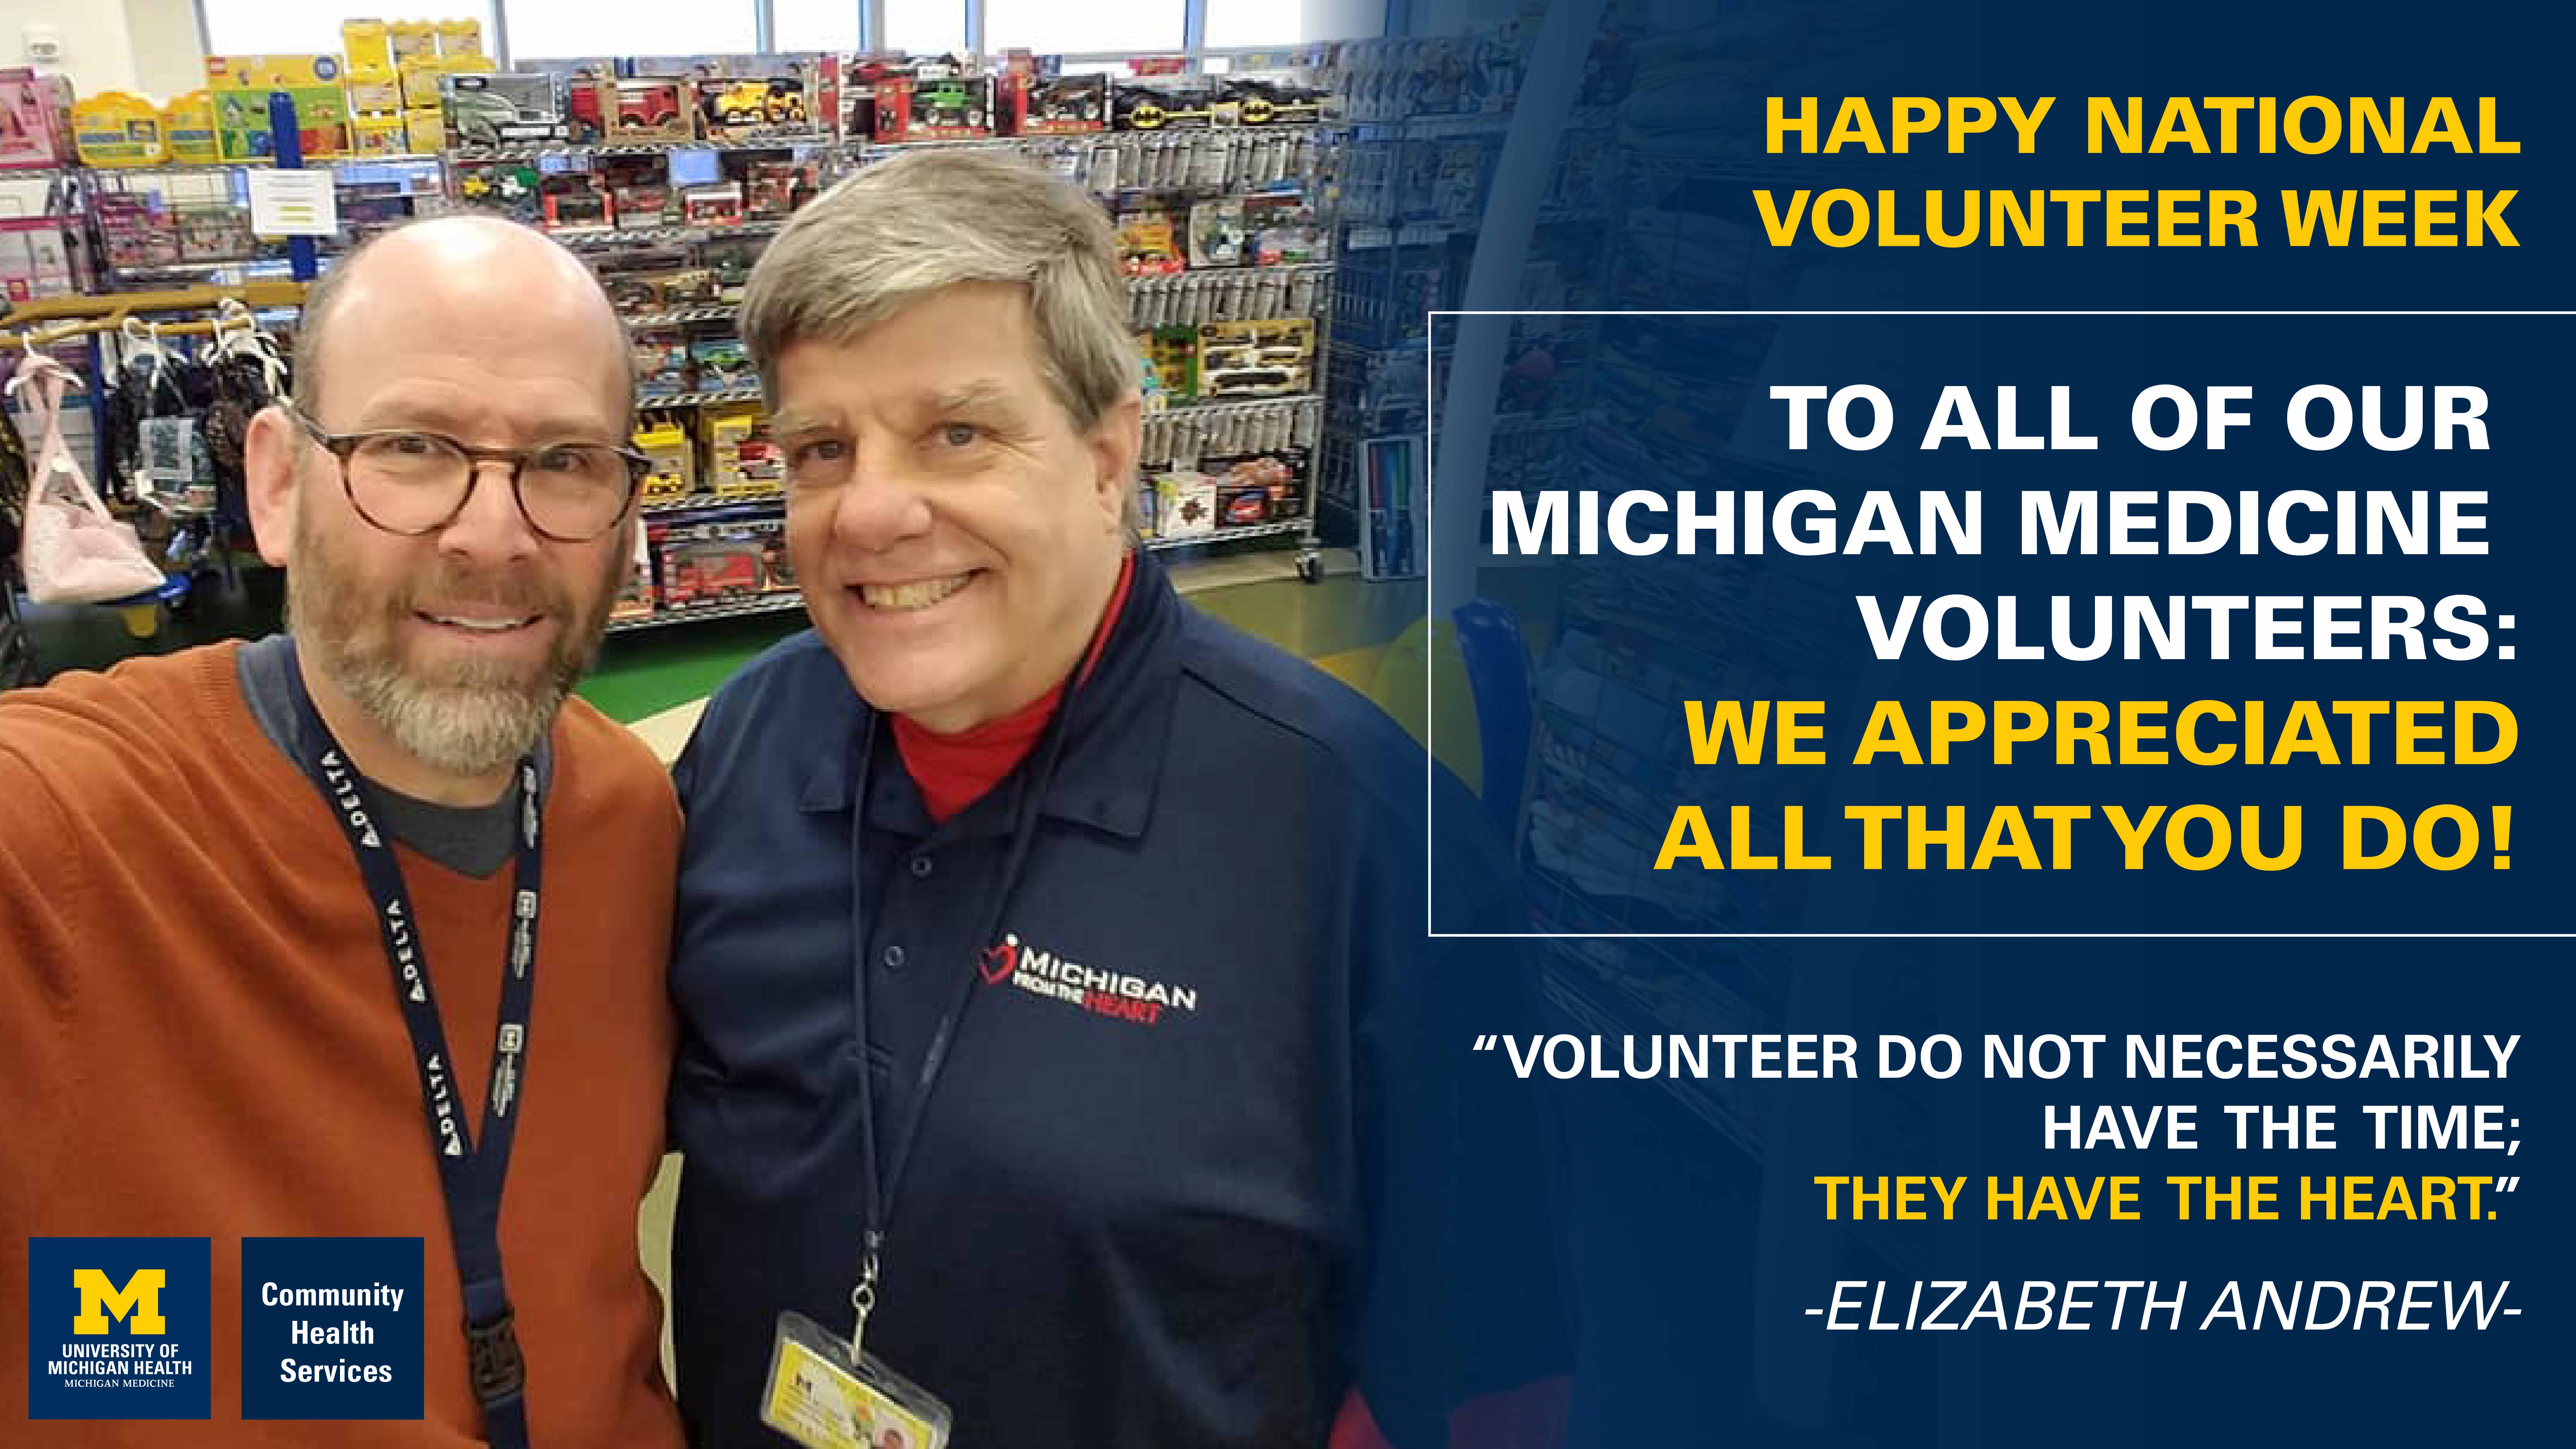 HAPPY NATIONAL
VOLUNTEER WEEK
TO ALL OF OUR
MICHIGAN MEDICINE
VOLUNTEERS:
WE APPRECIATED
ALL THAT YOU DO!
“VOLUNTEER DO NOT NECESSARILY
HAVE THE TIME;
THEY HAVE THE HEART.”
-ELIZABETH ANDREW-
DELTA
DELTA
DELTA
MICHIGAN
FROM THE HEART
M
UNIVERSITY OF
MICHIGAN HEALTH
MICHIGAN MEDICINE
Community
Health
Services